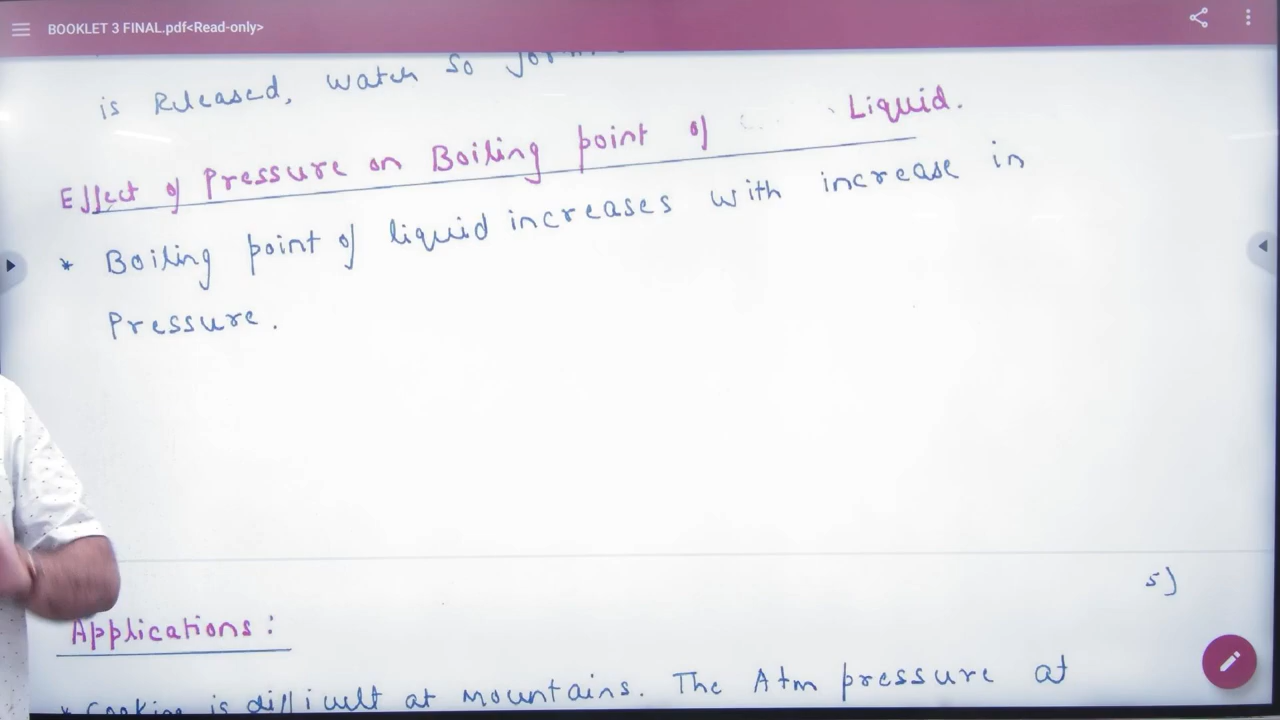 BOOKLET 3 FINAL.pdf<Read-only>
is Released, water so
Effect of Pressure on Boiling point of Liquid.
* Boiling point of liquid increases with increase in
Pressure.
5)
Applications:
* Cooking is difficult at mountains. The Atm pressure at